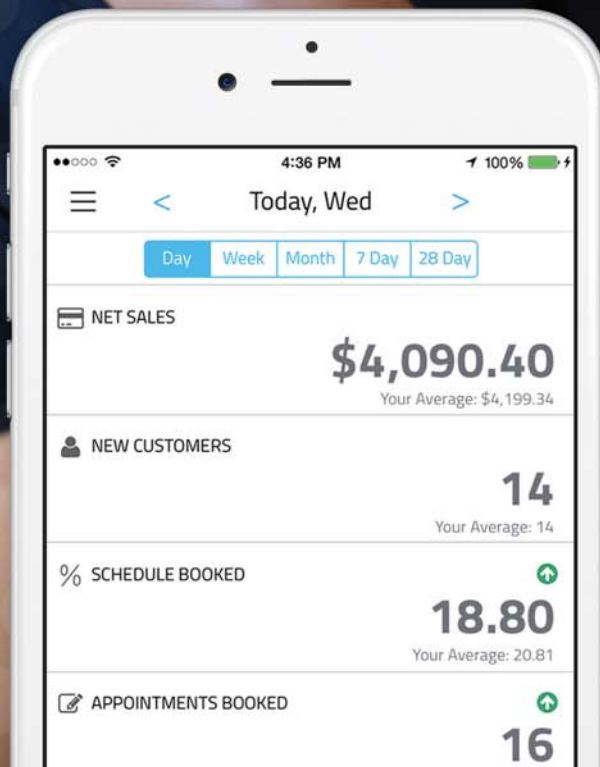 4:36 PM 100%
< Today, Wed >
Day Week Month 7 Day 28 Day
NET SALES
$4,090.40
Your Average: $4,199.34
NEW CUSTOMERS
14
Your Average: 14
% SCHEDULE BOOKED
18.80
Your Average: 20.81
APPOINTMENTS BOOKED
16